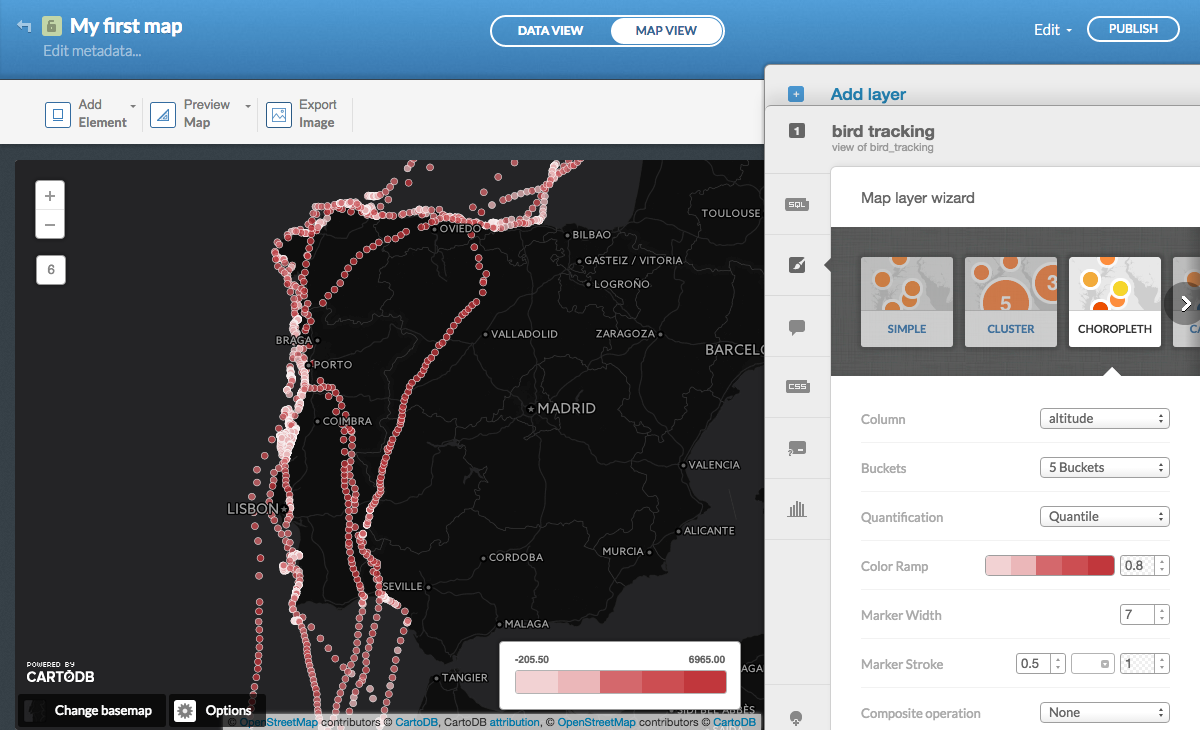 My first map
Edit metadata...
DATA VIEW
MAP VIEW
Edit
PUBLISH
Add Element
Preview Map
Export Image
+
−
6
OVIEDO
BILBAO
TOULOUSE
GASTEIZ / VITORIA
LOGROÑO
VALLADOLID
ZARAGOZA
BARCELO
BRAGA
PORTO
MADRID
COIMBRA
VALENCIA
LISBON
ALICANTE
CORDOBA
MURCIA
SEVILLE
MALAGA
TANGIER
-205.50
6965.00
POWERED BY
CARTODB
Change basemap
Options
© OpenStreetMap contributors © CartoDB, CartoDB attribution, © OpenStreetMap contributors © CartoDB
+
Add layer
1
bird tracking
view of bird_tracking
SQL
CSS
Map layer wizard
5
3
SIMPLE
CLUSTER
CHOROPLETH
CA
Column
altitude
Buckets
5 Buckets
Quantification
Quantile
Color Ramp
0.8
Marker Width
7
Marker Stroke
0.5
1
Composite operation
None